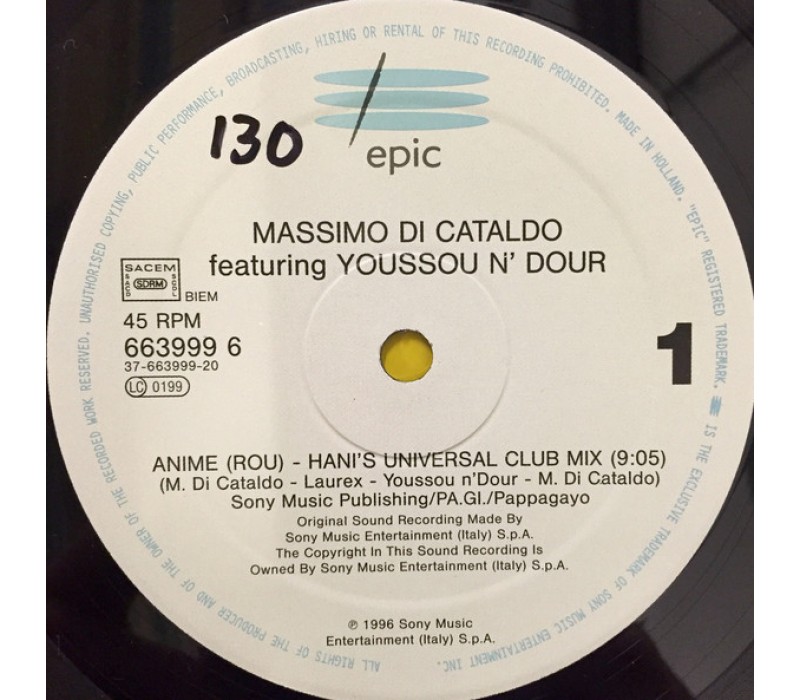 130
epic
MASSIMO DI CATALDO
featuring YOUSSOU N' DOUR
SACEM
SACD SDRM SCGL
BIEM
45 RPM
663999 6
37-663999-20
LC 0199
1
ANIME (ROU) - HANI'S UNIVERSAL CLUB MIX (9:05)
(M. Di Cataldo - Laurex - Youssou n'Dour - M. Di Cataldo)
Sony Music Publishing/PA.GI./Pappagayo
Original Sound Recording Made By
Sony Music Entertainment (Italy) S.p.A.
The Copyright In This Sound Recording Is
Owned By Sony Music Entertainment (Italy) S.p.A.
℗ 1996 Sony Music
Entertainment (Italy) S.p.A.
ALL RIGHTS OF THE PRODUCER AND OF THE OWNER OF THE RECORDED WORK RESERVED. UNAUTHORISED COPYING, PUBLIC PERFORMANCE, BROADCASTING, HIRING OR RENTAL OF THIS RECORDING PROHIBITED. MADE IN HOLLAND. "EPIC" REGISTERED TRADEMARK. IS THE EXCLUSIVE TRADEMARK OF SONY MUSIC ENTERTAINMENT INC.